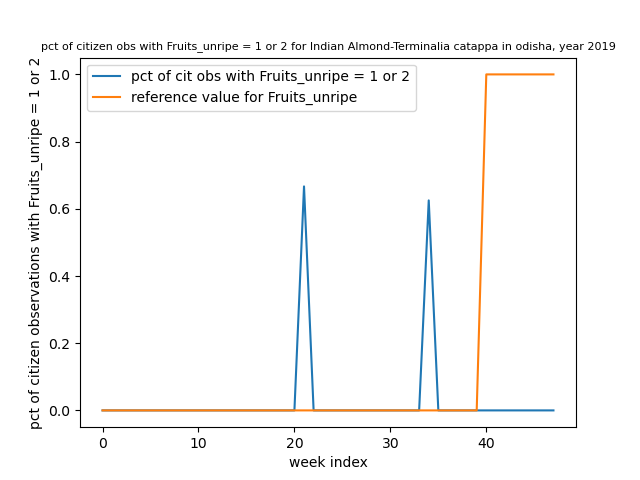 pct of citizen obs with Fruits_unripe = 1 or 2 for Indian Almond-Terminalia catappa in odisha, year 2019
pct of citizen observations with Fruits_unripe = 1 or 2
1.0
0.8
0.6
0.4
0.2
0.0
pct of cit obs with Fruits_unripe = 1 or 2
reference value for Fruits_unripe
0
10
20
30
40
week index